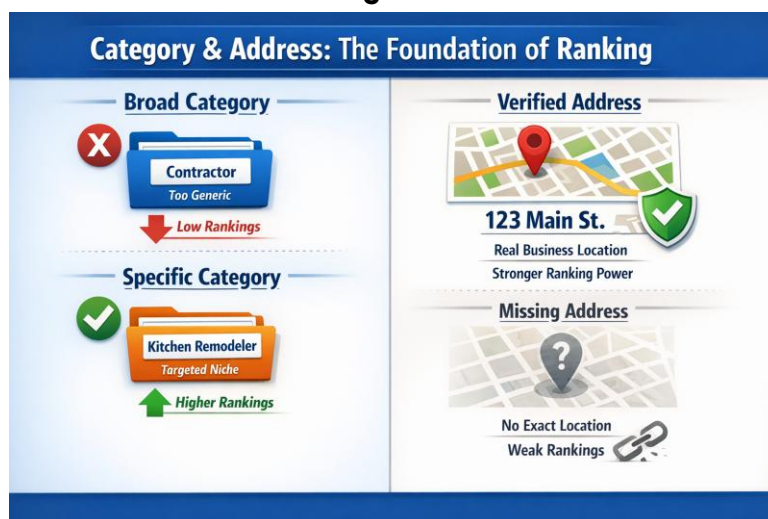 Category & Address: The Foundation of Ranking
Broad Category
X
Contractor
Too Generic
Low Rankings
Specific Category
Kitchen Remodeler
Targeted Niche
Higher Rankings
Verified Address
123 Main St.
Real Business Location
Stronger Ranking Power
Missing Address
?
No Exact Location
Weak Rankings